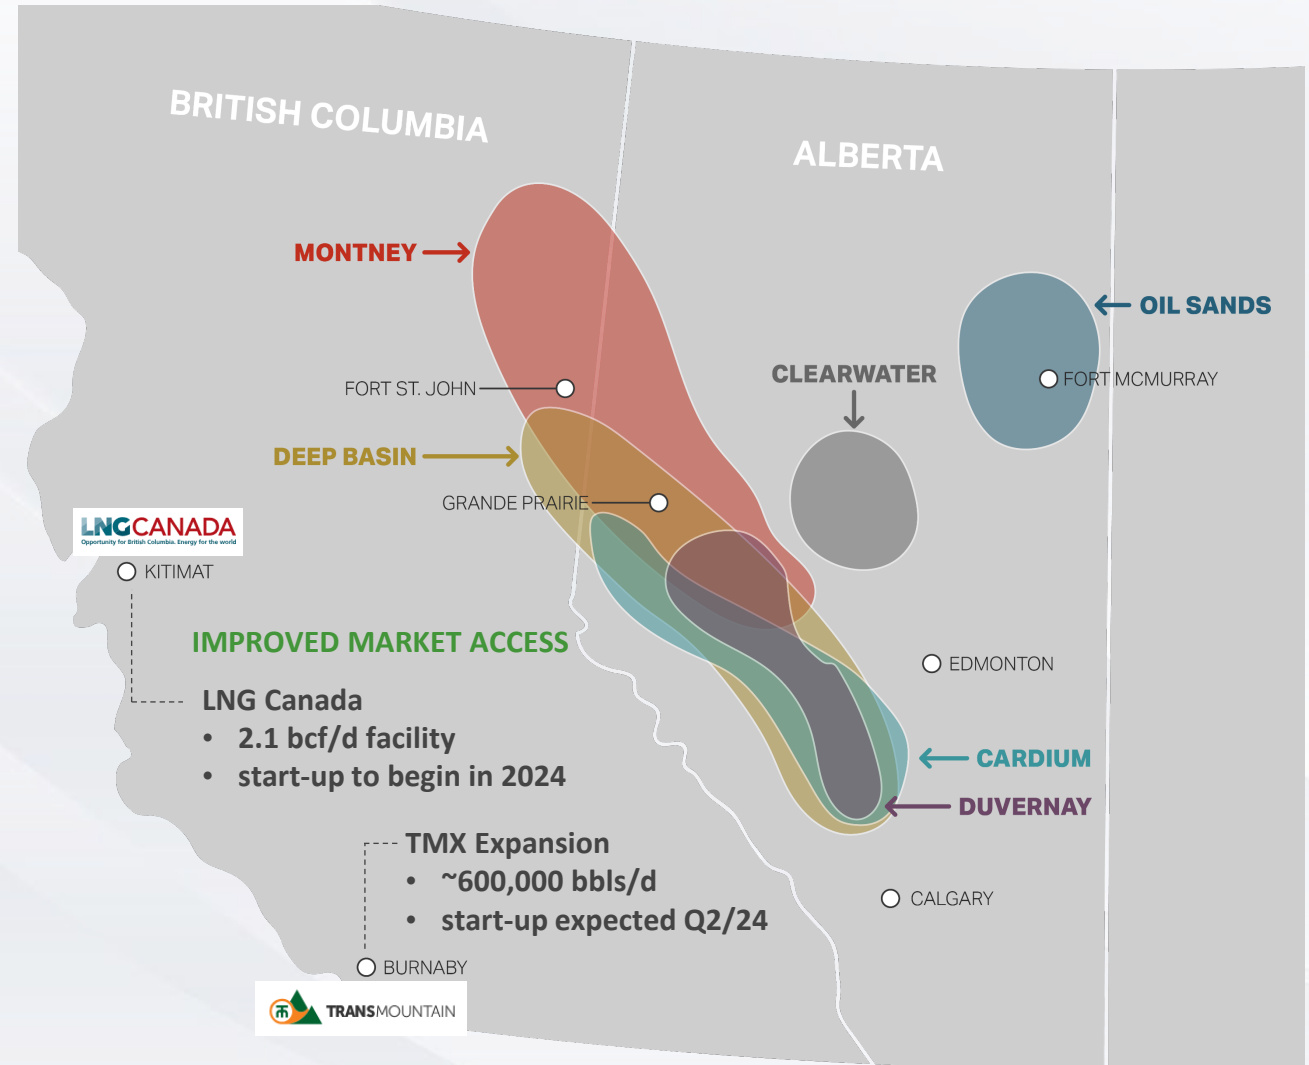 BRITISH COLUMBIA
ALBERTA
MONTNEY
OIL SANDS
CLEARWATER
FORT MCMURRAY
FORT ST. JOHN
DEEP BASIN
GRANDE PRAIRIE
LNGCANADA
Opportunity for British Columbia. Energy for the world
KITIMAT
IMPROVED MARKET ACCESS
EDMONTON
LNG Canada
• 2.1 bcf/d facility
• start-up to begin in 2024
CARDIUM
DUVERNAY
TMX Expansion
• ~600,000 bbls/d
• start-up expected Q2/24
CALGARY
BURNABY
TRANSMOUNTAIN